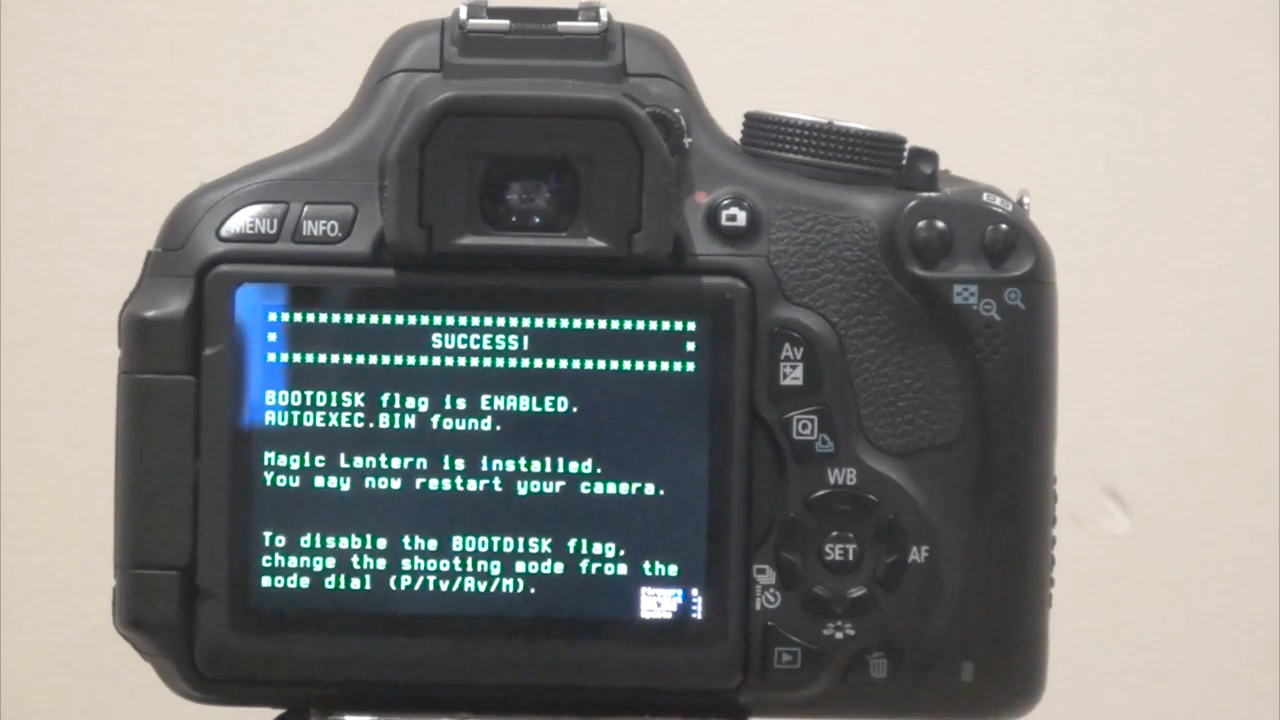 MENU
INFO.
**********************************
* SUCCESS! *
**********************************
BOOTDISK flag is ENABLED.
AUTOEXEC.BIN found.
Magic Lantern is installed.
You may now restart your camera.
To disable the BOOTDISK flag,
change the shooting mode from the
mode dial (P/Tv/Av/M).
Av
Q
WB
SET
AF